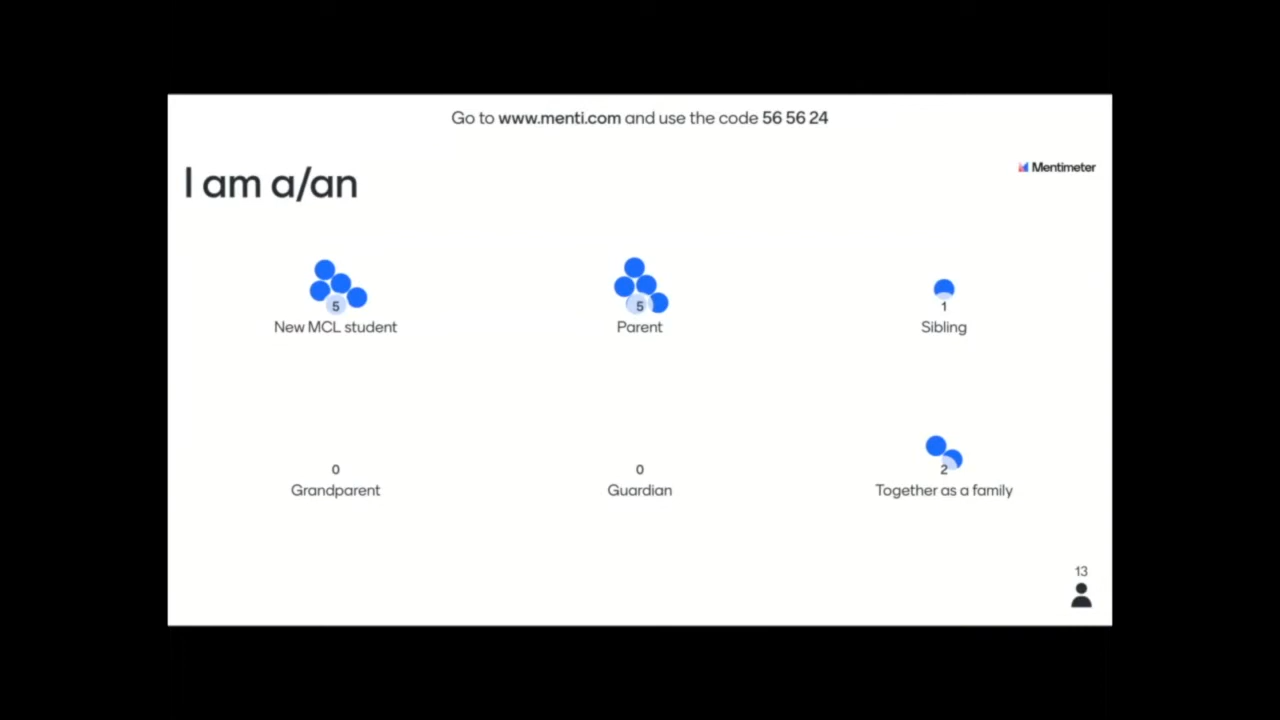 Go to www.menti.com and use the code 56 56 24
Mentimeter
I am a/an
5
5
1
New MCL student
Parent
Sibling
0
0
2
Grandparent
Guardian
Together as a family
13